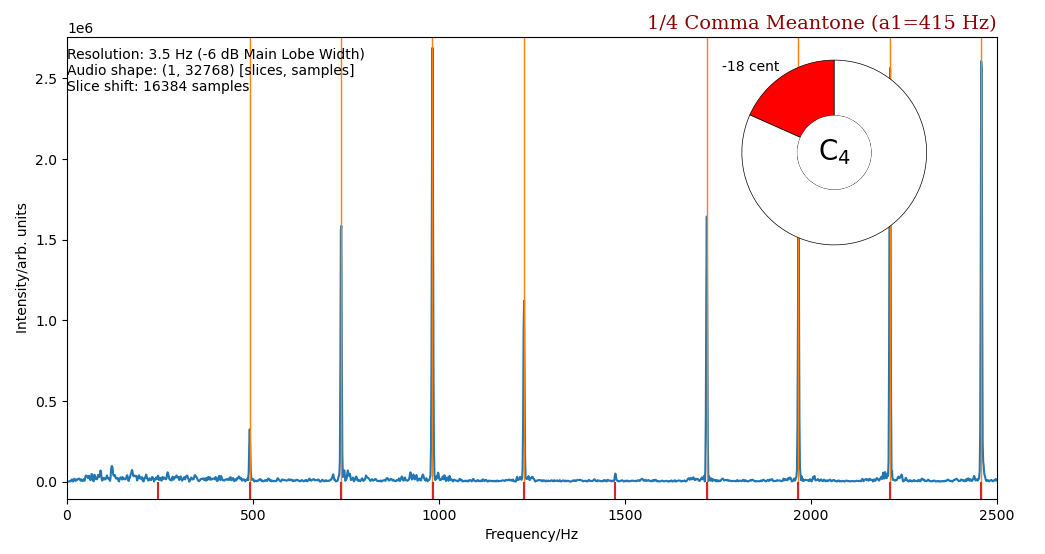 1/4 Comma Meantone (a1=415 Hz)
1e6
Resolution: 3.5 Hz (-6 dB Main Lobe Width)
Audio shape: (1, 32768) [slices, samples]
Slice shift: 16384 samples
-18 cent
C4
2.5
2.0
1.5
1.0
0.5
0.0
Intensity/arb. units
0 500 1000 1500 2000 2500
Frequency/Hz